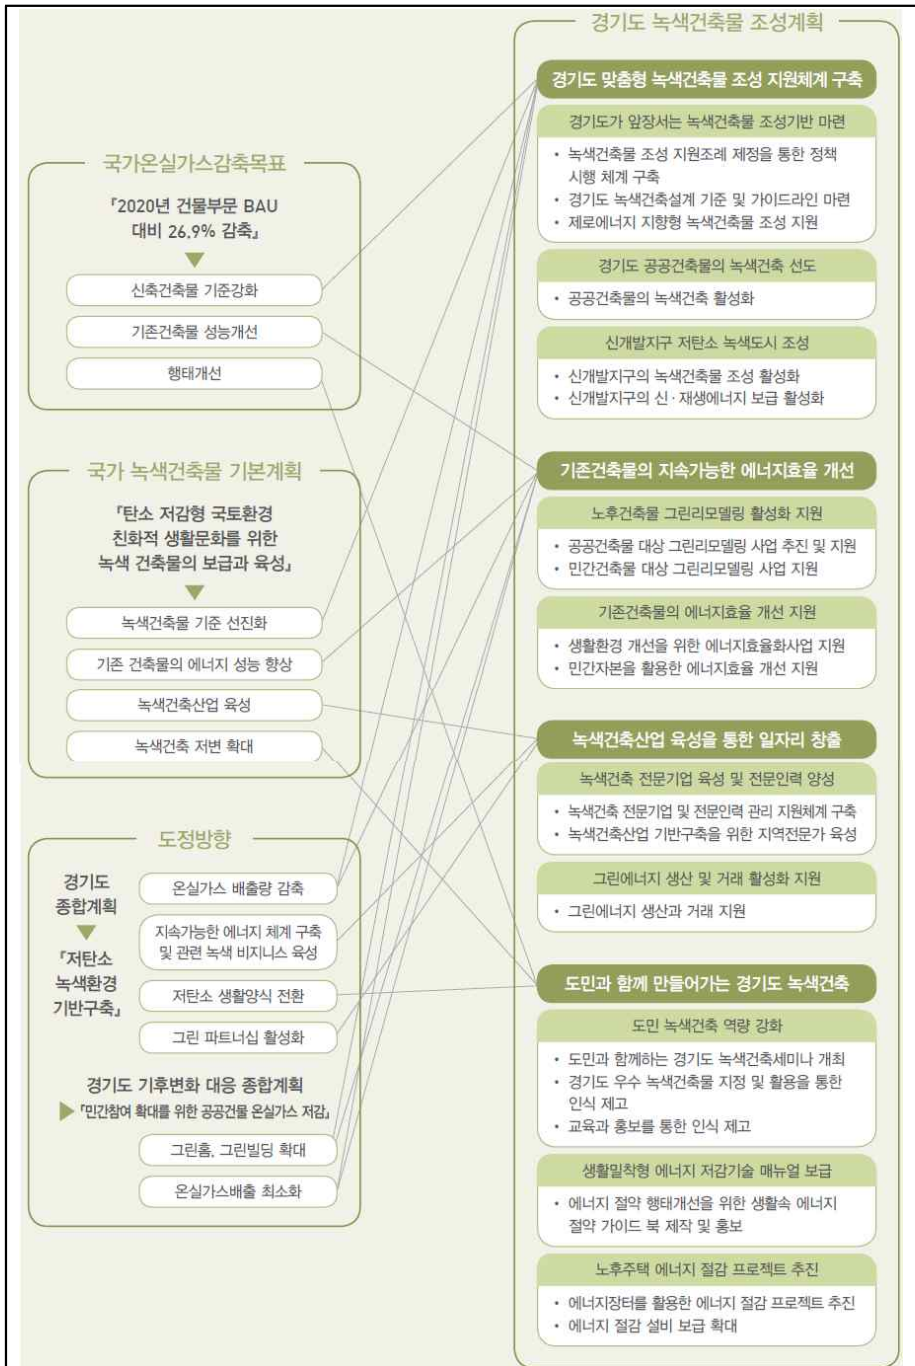 국가온실가스감축목표
『2020년 건물부문 BAU
대비 26.9% 감축』
신축건축물 기준강화
기존건축물 성능개선
행태개선
국가 녹색건축물 기본계획
『탄소 저감형 국토환경
친화적 생활문화를 위한
녹색 건축물의 보급과 육성』
녹색건축물 기준 선진화
기존 건축물의 에너지 성능 향상
녹색건축산업 육성
녹색건축 저변 확대
도정방향
경기도
종합계획
『저탄소
녹색환경
기반구축』
온실가스 배출량 감축
지속가능한 에너지 체계 구축
및 관련 녹색 비지니스 육성
저탄소 생활양식 전환
그린 파트너십 활성화
경기도 기후변화 대응 종합계획
『민간참여 확대를 위한 공공건물 온실가스 저감』
그린홈, 그린빌딩 확대
온실가스배출 최소화
경기도 녹색건축물 조성계획
경기도 맞춤형 녹색건축물 조성 지원체계 구축
경기도가 앞장서는 녹색건축물 조성기반 마련
• 녹색건축물 조성 지원조례 제정을 통한 정책
시행 체계 구축
• 경기도 녹색건축설계 기준 및 가이드라인 마련
• 제로에너지 지향형 녹색건축물 조성 지원
경기도 공공건축물의 녹색건축 선도
• 공공건축물의 녹색건축 활성화
신개발지구 저탄소 녹색도시 조성
• 신개발지구의 녹색건축물 조성 활성화
• 신개발지구의 신·재생에너지 보급 활성화
기존건축물의 지속가능한 에너지효율 개선
노후건축물 그린리모델링 활성화 지원
• 공공건축물 대상 그린리모델링 사업 추진 및 지원
• 민간건축물 대상 그린리모델링 사업 지원
기존건축물의 에너지효율 개선 지원
• 생활환경 개선을 위한 에너지효율화사업 지원
• 민간자본을 활용한 에너지효율 개선 지원
녹색건축산업 육성을 통한 일자리 창출
녹색건축 전문기업 육성 및 전문인력 양성
• 녹색건축 전문기업 및 전문인력 관리 지원체계 구축
• 녹색건축산업 기반구축을 위한 지역전문가 육성
그린에너지 생산 및 거래 활성화 지원
• 그린에너지 생산과 거래 지원
도민과 함께 만들어가는 경기도 녹색건축
도민 녹색건축 역량 강화
• 도민과 함께하는 경기도 녹색건축세미나 개최
• 경기도 우수 녹색건축물 지정 및 활용을 통한
인식 제고
• 교육과 홍보를 통한 인식 제고
생활밀착형 에너지 저감기술 매뉴얼 보급
• 에너지 절약 행태개선을 위한 생활속 에너지
절약 가이드 북 제작 및 홍보
노후주택 에너지 절감 프로젝트 추진
• 에너지장터를 활용한 에너지 절감 프로젝트 추진
• 에너지 절감 설비 보급 확대